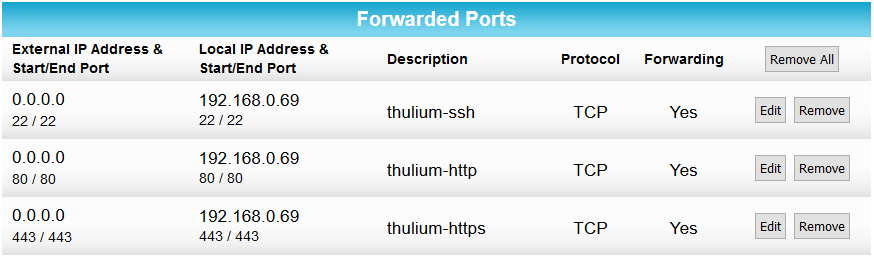 Forwarded Ports
External IP Address & Start/End Port
Local IP Address & Start/End Port
Description
Protocol
Forwarding
Remove All
0.0.0.0
22 / 22
192.168.0.69
22 / 22
thulium-ssh
TCP
Yes
Edit
Remove
0.0.0.0
80 / 80
192.168.0.69
80 / 80
thulium-http
TCP
Yes
Edit
Remove
0.0.0.0
443 / 443
192.168.0.69
443 / 443
thulium-https
TCP
Yes
Edit
Remove